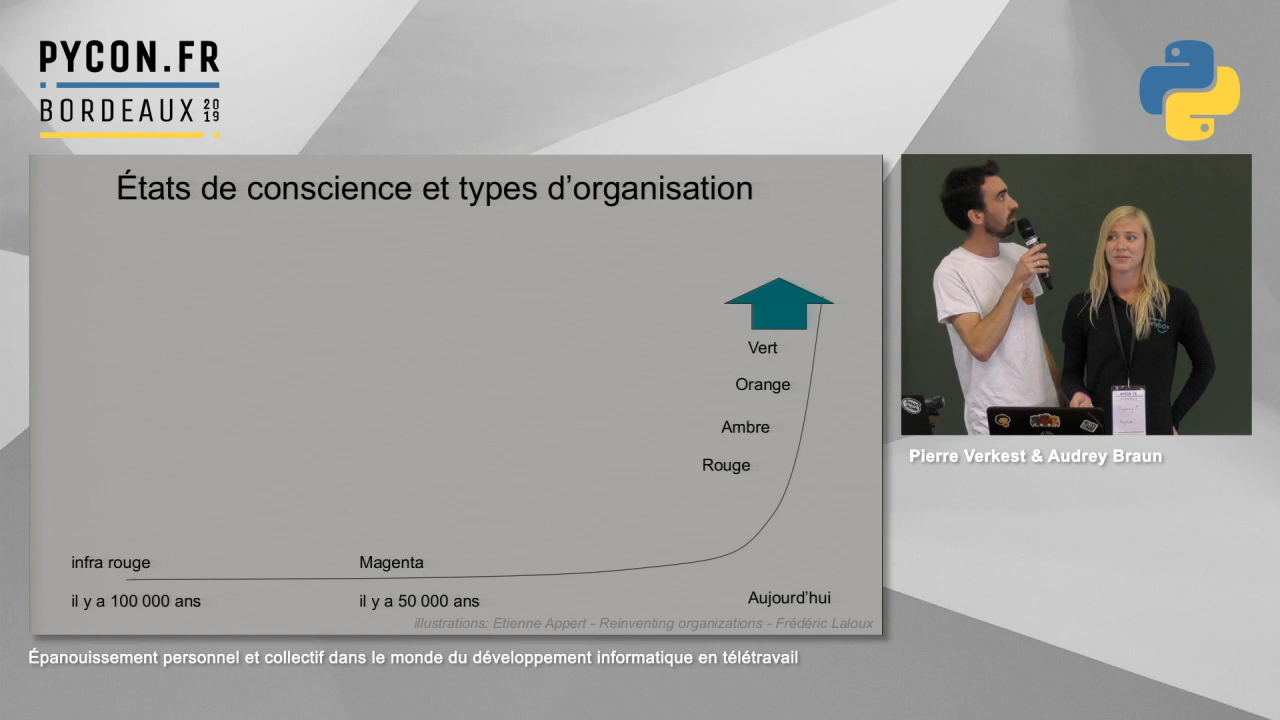 PYCON.FR
BORDEAUX 2019
États de conscience et types d'organisation
Vert
Orange
Ambre
Rouge
infra rouge
Magenta
il y a 100 000 ans
il y a 50 000 ans
Aujourd'hui
illustrations: Etienne Appert - Reinventing organizations - Frédéric Laloux
Pierre Verkest & Audrey Braun
Épanouissement personnel et collectif dans le monde du développement informatique en télétravail